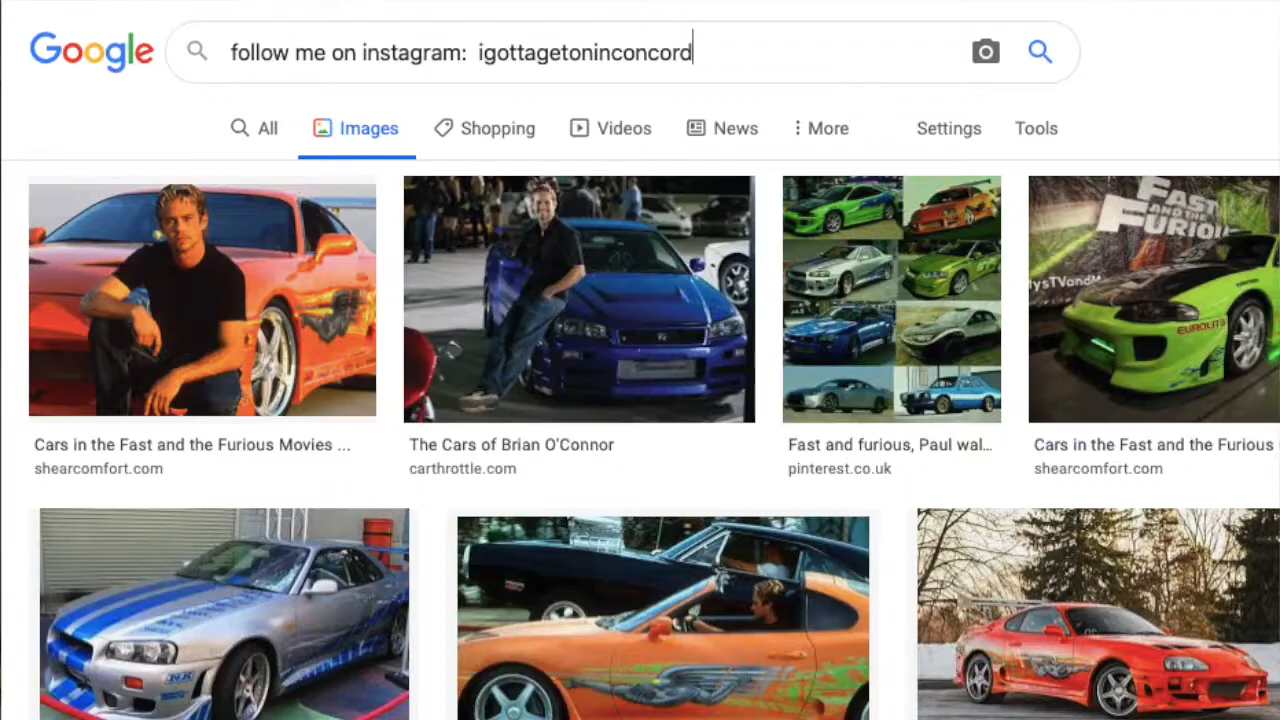 Google
follow me on instagram:  igottagetoninconcord
All Images Shopping Videos News More Settings Tools
FAST
AND THE
FURIOU
EUROLITE
Cars in the Fast and the Furious Movies ...
shearcomfort.com
The Cars of Brian O'Connor
carthrottle.com
Fast and furious, Paul wal...
pinterest.co.uk
Cars in the Fast and the Furious
shearcomfort.com